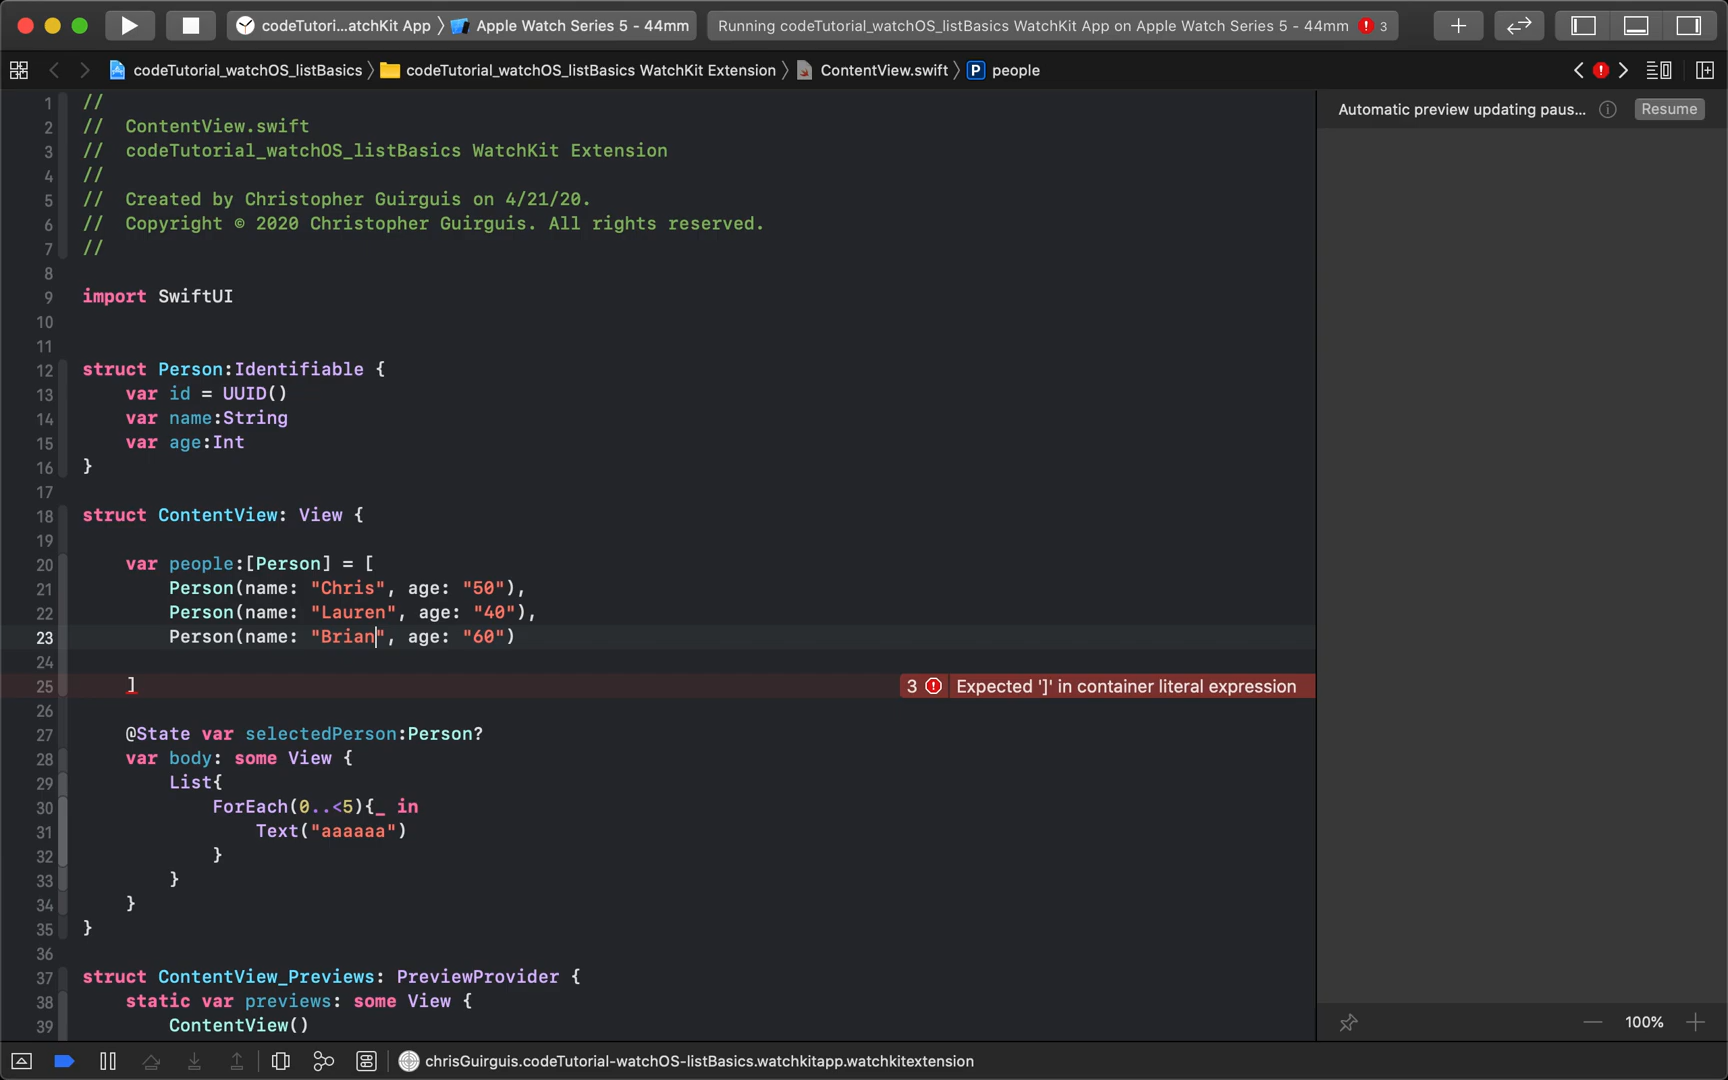 codeTutori...atchKit App 〉 Apple Watch Series 5 - 44mm
Running codeTutorial_watchOS_listBasics WatchKit App on Apple Watch Series 5 - 44mm 3
codeTutorial_watchOS_listBasics 〉 codeTutorial_watchOS_listBasics WatchKit Extension 〉 ContentView.swift 〉 P people
Automatic preview updating paus... Resume
1 //
2 //  ContentView.swift
3 //  codeTutorial_watchOS_listBasics WatchKit Extension
4 //
5 //  Created by Christopher Guirguis on 4/21/20.
6 //  Copyright © 2020 Christopher Guirguis. All rights reserved.
7 //
8
9 import SwiftUI
10
11
12 struct Person:Identifiable {
13     var id = UUID()
14     var name:String
15     var age:Int
16 }
17
18 struct ContentView: View {
19
20     var people:[Person] = [
21         Person(name: "Chris", age: "50"),
22         Person(name: "Lauren", age: "40"),
23         Person(name: "Brian", age: "60")
24
25     ] 3 Expected ']' in container literal expression
26
27     @State var selectedPerson:Person?
28     var body: some View {
29         List{
30             ForEach(0..<5){_ in
31                 Text("aaaaaa")
32             }
33         }
34     }
35 }
36
37 struct ContentView_Previews: PreviewProvider {
38     static var previews: some View {
39         ContentView()
100%
chrisGuirguis.codeTutorial-watchOS-listBasics.watchkitapp.watchkitextension